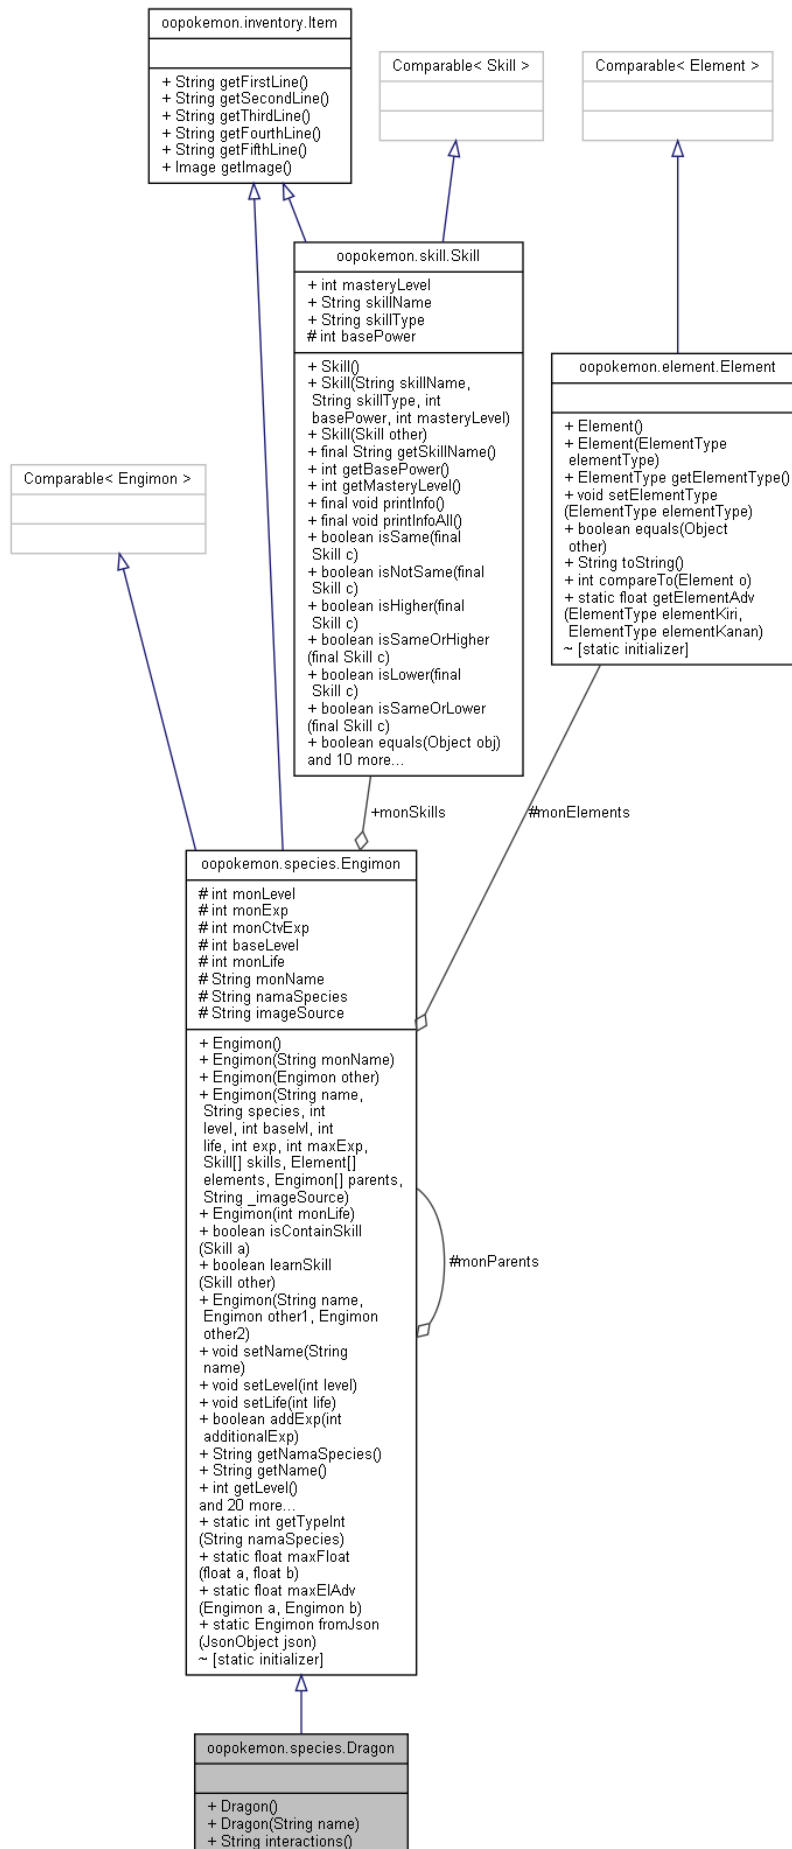 oopokemon.inventory.Item
+ String getFirstLine()
+ String getSecondLine()
+ String getThirdLine()
+ String getFourthLine()
+ String getFifthLine()
+ Image getImage()
Comparable< Skill >
Comparable< Element >
oopokemon.skill.Skill
+ int masteryLevel
+ String skillName
+ String skillType
# int basePower
+ Skill()
+ Skill(String skillName,
String skillType, int
basePower, int masteryLevel)
+ Skill(Skill other)
+ final String getSkillName()
+ int getBasePower()
+ int getMasteryLevel()
+ final void printInfo()
+ final void printInfoAll()
+ boolean isSame(final
Skill c)
+ boolean isNotSame(final
Skill c)
+ boolean isHigher(final
Skill c)
+ boolean isSameOrHigher
(final Skill c)
+ boolean isLower(final
Skill c)
+ boolean isSameOrLower
(final Skill c)
+ boolean equals(Object obj)
and 10 more...
oopokemon.element.Element
+ Element()
+ Element(ElementType
elementType)
+ ElementType getElementType()
+ void setElementType
(ElementType elementType)
+ boolean equals(Object
other)
+ String toString()
+ int compareTo(Element o)
+ static float getElementAdv
(ElementType elementKiri,
ElementType elementKanan)
~ [static initializer]
Comparable< Engimon >
+monSkills
#monElements
oopokemon.species.Engimon
# int monLevel
# int monExp
# int monCtvExp
# int baseLevel
# int monLife
# String monName
# String namaSpecies
# String imageSource
+ Engimon()
+ Engimon(String monName)
+ Engimon(Engimon other)
+ Engimon(String name,
String species, int
level, int baselvl, int
life, int exp, int maxExp,
Skill[] skills, Element[]
elements, Engimon[] parents,
String _imageSource)
+ Engimon(int monLife)
+ boolean isContainSkill
(Skill a)
+ boolean learnSkill
(Skill other)
+ Engimon(String name,
Engimon other1, Engimon
other2)
+ void setName(String
name)
+ void setLevel(int level)
+ void setLife(int life)
+ boolean addExp(int
additionalExp)
+ String getNamaSpecies()
+ String getName()
+ int getLevel()
and 20 more...
+ static int getTypeInt
(String namaSpecies)
+ static float maxFloat
(float a, float b)
+ static float maxElAdv
(Engimon a, Engimon b)
+ static Engimon fromJson
(JsonObject json)
~ [static initializer]
#monParents
oopokemon.species.Dragon
+ Dragon()
+ Dragon(String name)
+ String interactions()